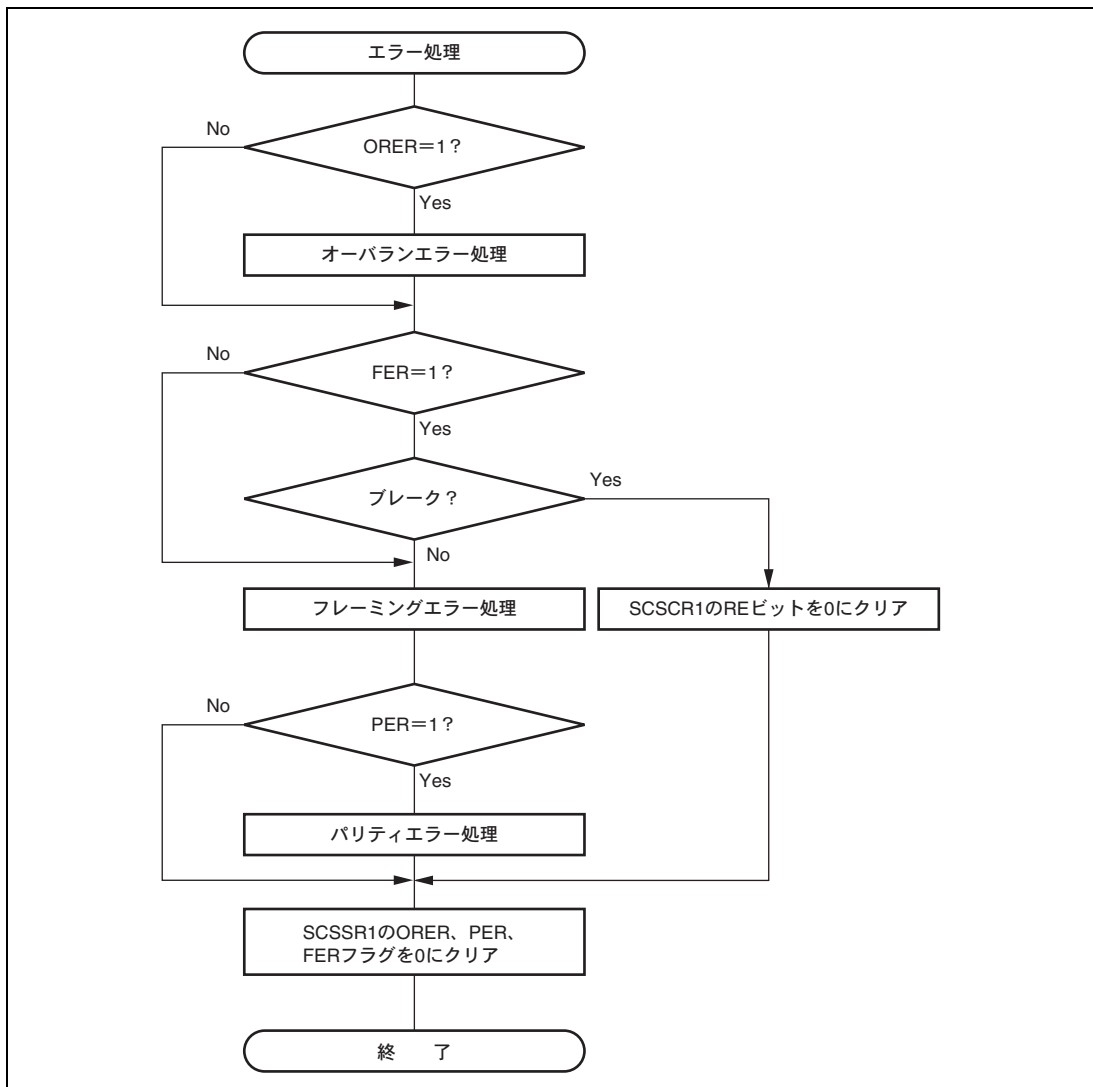 エラー処理
No
ORER＝1？
Yes
オーバランエラー処理
No
FER＝1？
Yes
ブレーク？
Yes
No
フレーミングエラー処理
SCSCR1のREビットを0にクリア
No
PER＝1？
Yes
パリティエラー処理
SCSSR1のORER、PER、
FERフラグを0にクリア
終　　了